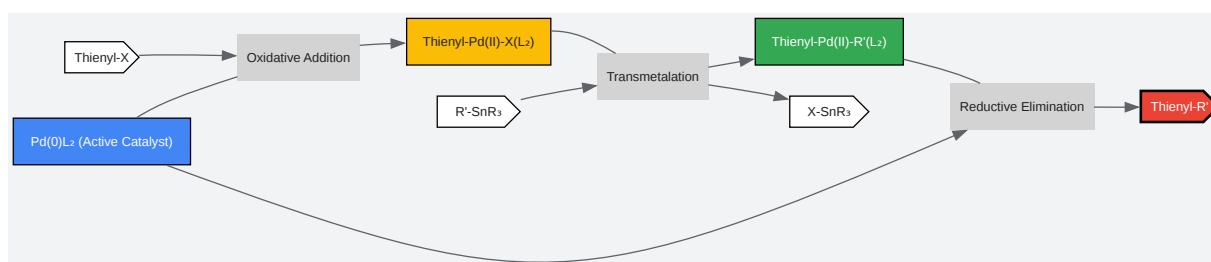 Thienyl-X
Oxidative Addition
Thienyl-Pd(II)-X(L₂)
Thienyl-Pd(II)-R'(L₂)
Transmetalation
R'-SnR₃
X-SnR₃
Reductive Elimination
Thienyl-R'
Pd(0)L₂ (Active Catalyst)